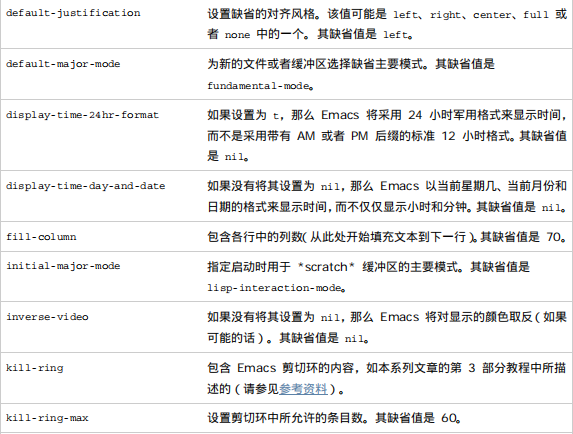 default-justification 设置缺省的对齐风格。该值可能是 left、right、center、full 或
者 none 中的一个。其缺省值是 left。
default-major-mode 为新的文件或者缓冲区选择缺省主要模式。其缺省值是
fundamental-mode。
display-time-24hr-format 如果设置为 t，那么 Emacs 将采用 24 小时军用格式来显示时间，
而不是采用带有 AM 或者 PM 后缀的标准 12 小时格式。其缺省值
是 nil。
display-time-day-and-date 如果没有将其设置为 nil，那么 Emacs 以当前星期几、当前月份和
日期的格式来显示时间，而不仅仅显示小时和分钟。其缺省值是 nil。
fill-column 包含各行中的列数（从此处开始填充文本到下一行）。其缺省值是 70。
initial-major-mode 指定启动时用于 *scratch* 缓冲区的主要模式。其缺省值是
lisp-interaction-mode。
inverse-video 如果没有将其设置为 nil，那么 Emacs 将对显示的颜色取反（如果
可能的话）。其缺省值是 nil。
kill-ring 包含 Emacs 剪切环的内容，如本系列文章的第 3 部分教程中所描
述的（请参见参考资料）。
kill-ring-max 设置剪切环中所允许的条目数。其缺省值是 60。